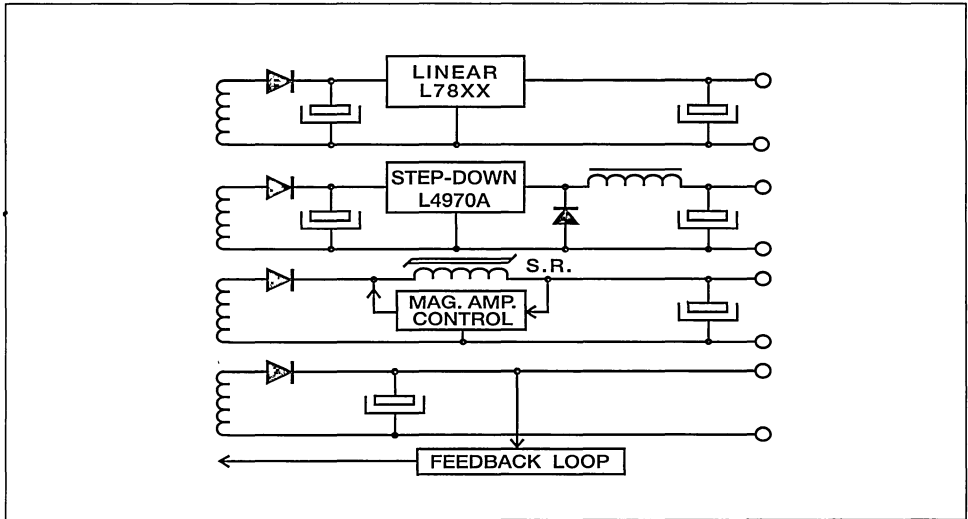 LINEAR
L78XX
STEP-DOWN
L4970A
S.R.
MAG. AMP.
CONTROL
FEEDBACK LOOP